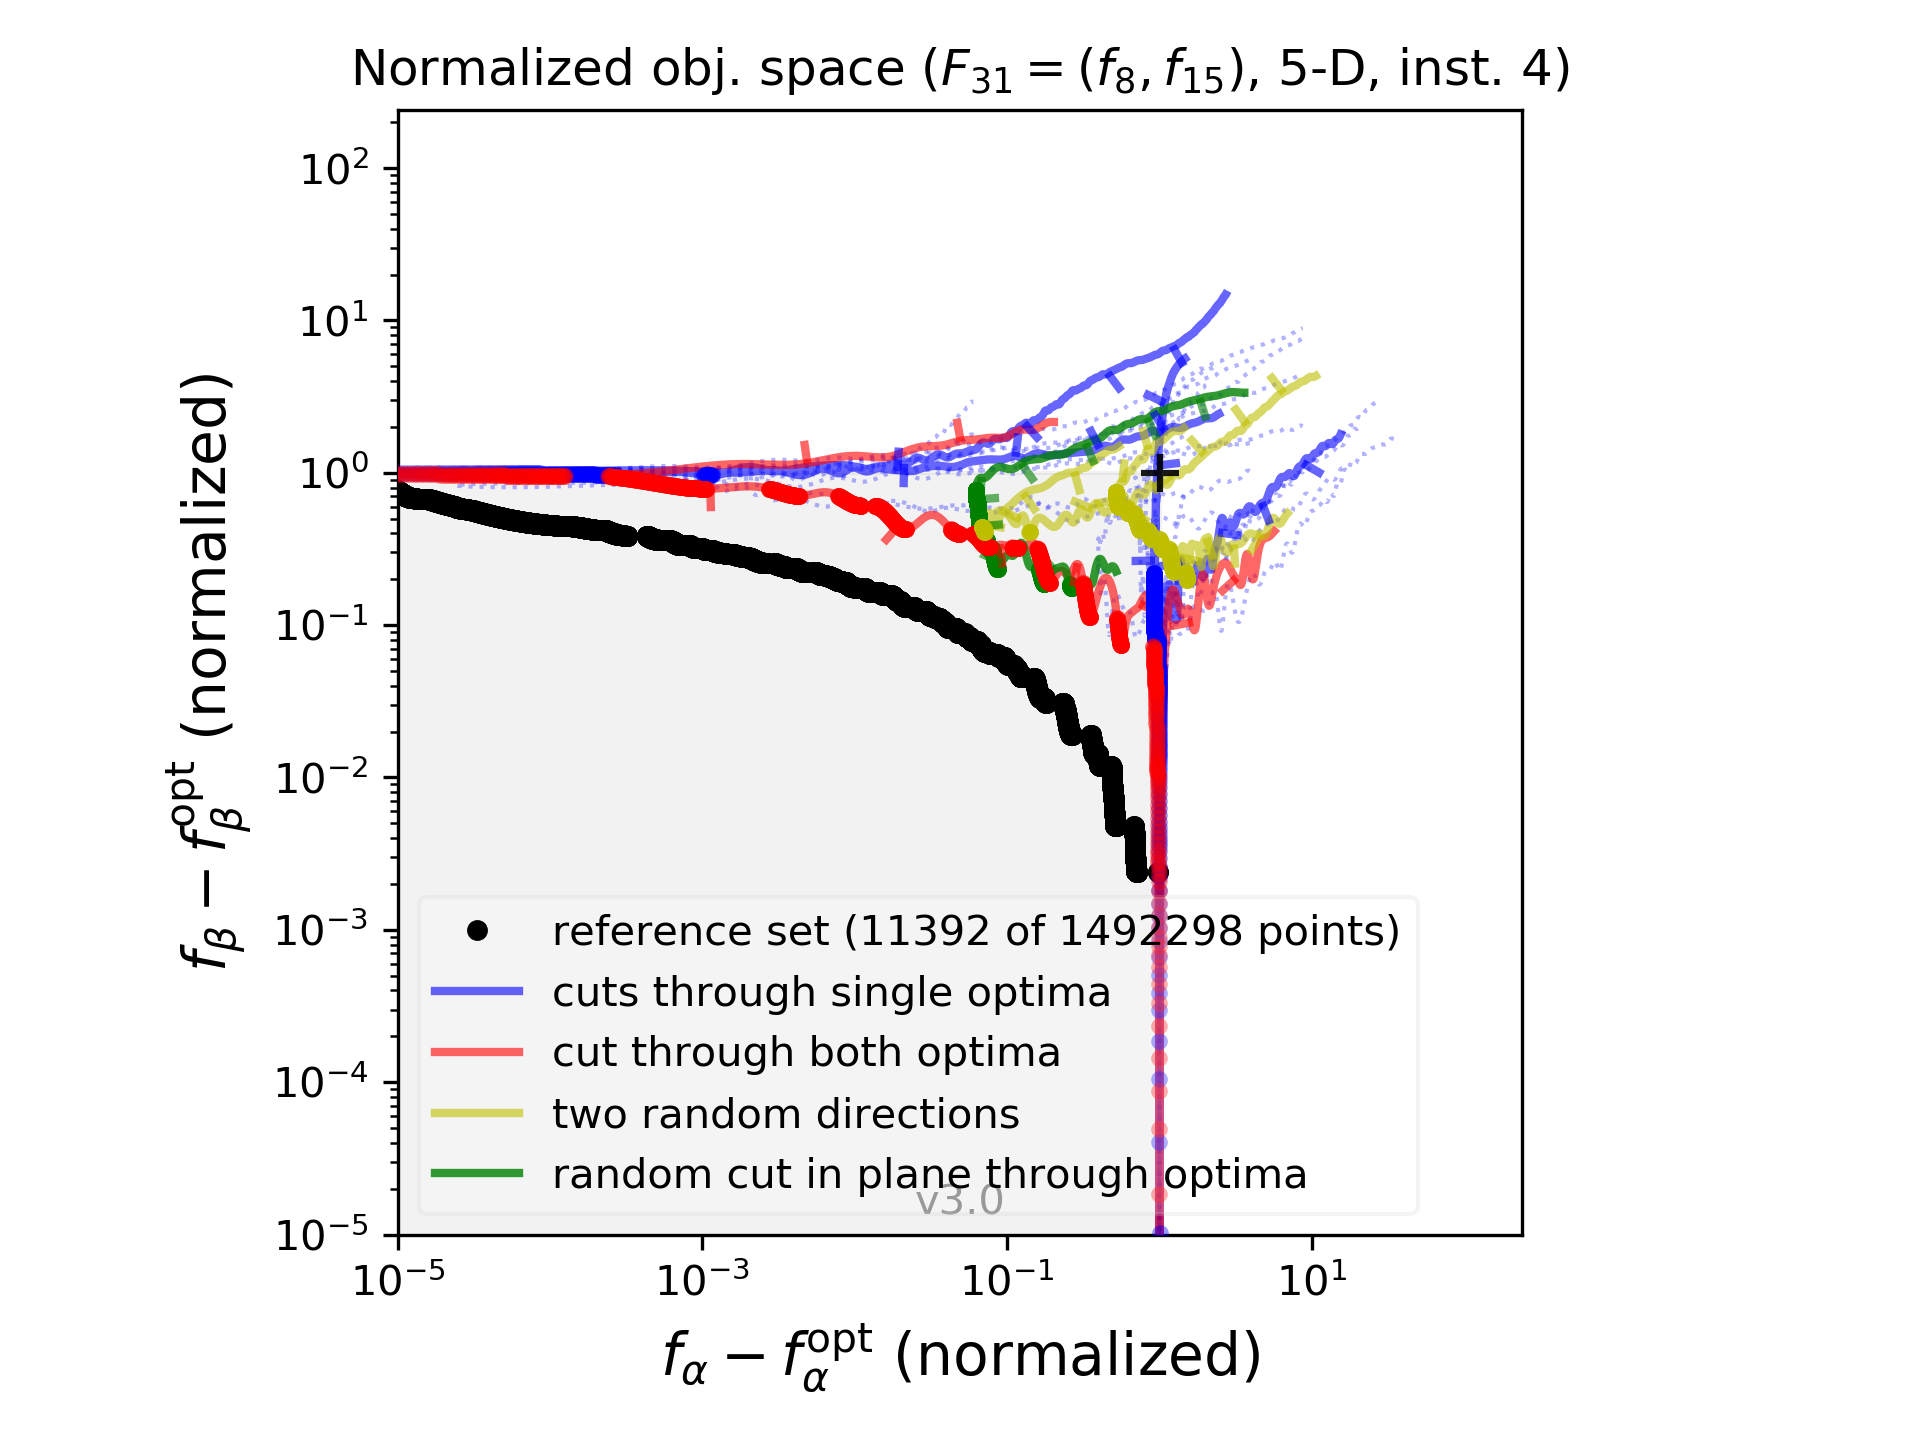 Normalized obj. space (F₃₁ = (f₈, f₁₅), 5-D, inst. 4)
f_β − f_β^opt (normalized)
10²
10¹
10⁰
10⁻¹
10⁻²
10⁻³
10⁻⁴
10⁻⁵
reference set (11392 of 1492298 points)
cuts through single optima
cut through both optima
two random directions
random cut in plane through optima
v3.0
10⁻⁵ 10⁻³ 10⁻¹ 10¹
f_α − f_α^opt (normalized)